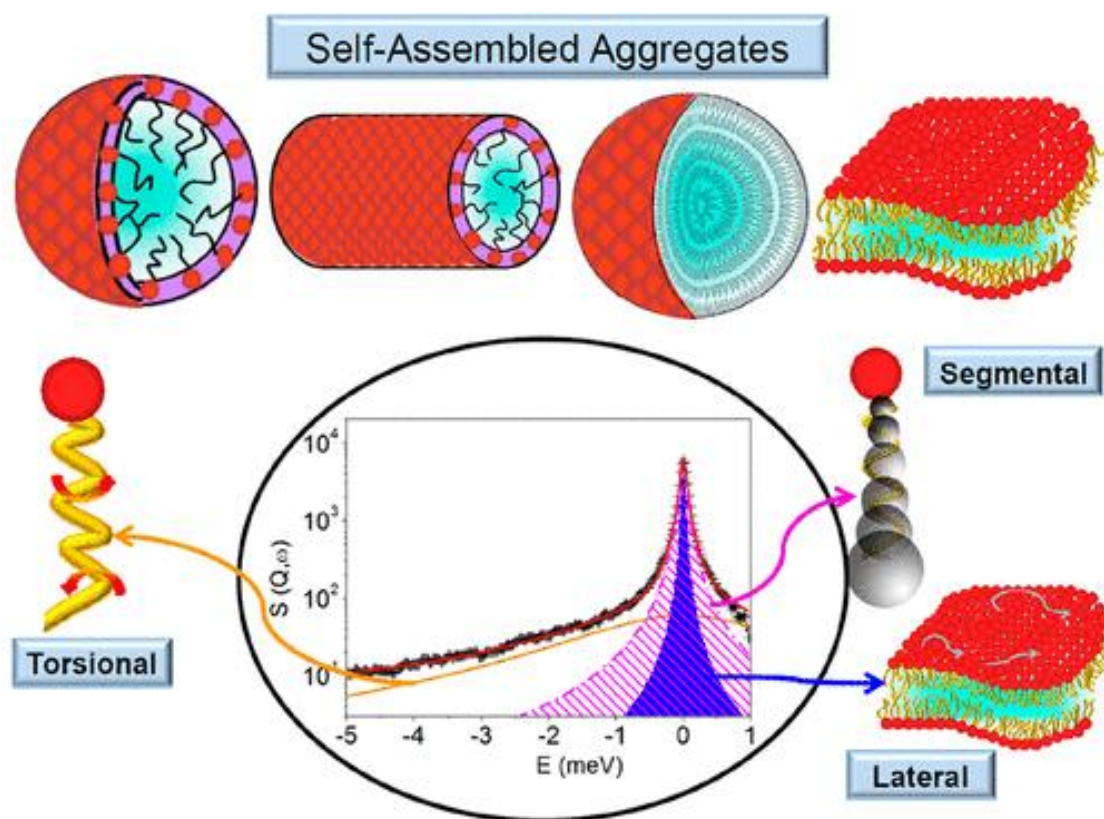 Self-Assembled Aggregates
Segmental
Torsional
Lateral
S (Q,ω)
10⁴
10³
10²
10¹
-5 -4 -3 -2 -1 0 1
E (meV)